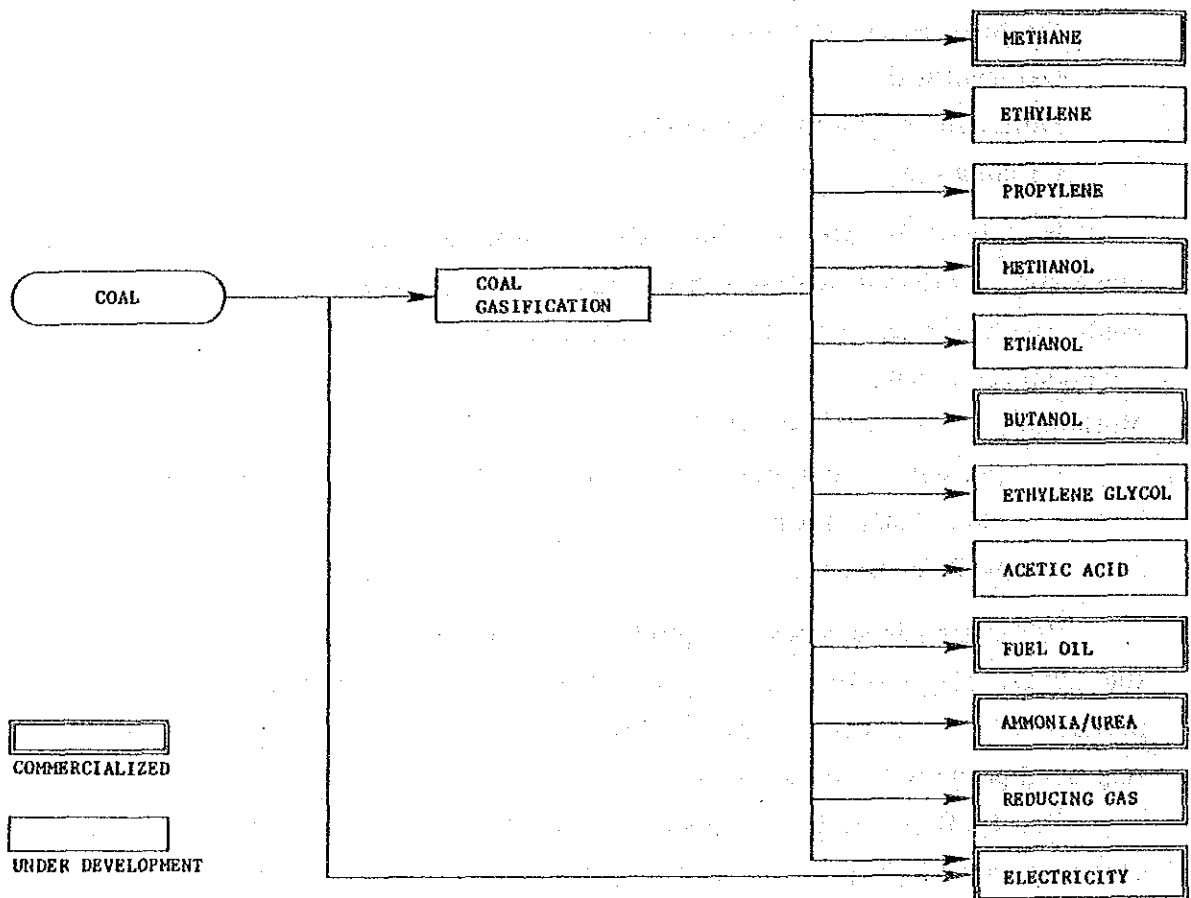 METHANE
ETHYLENE
PROPYLENE
METHANOL
COAL
COAL
GASIFICATION
ETHANOL
BUTANOL
ETHYLENE GLYCOL
ACETIC ACID
FUEL OIL
AMMONIA/UREA
COMMERCIALIZED
REDUCING GAS
UNDER DEVELOPMENT
ELECTRICITY